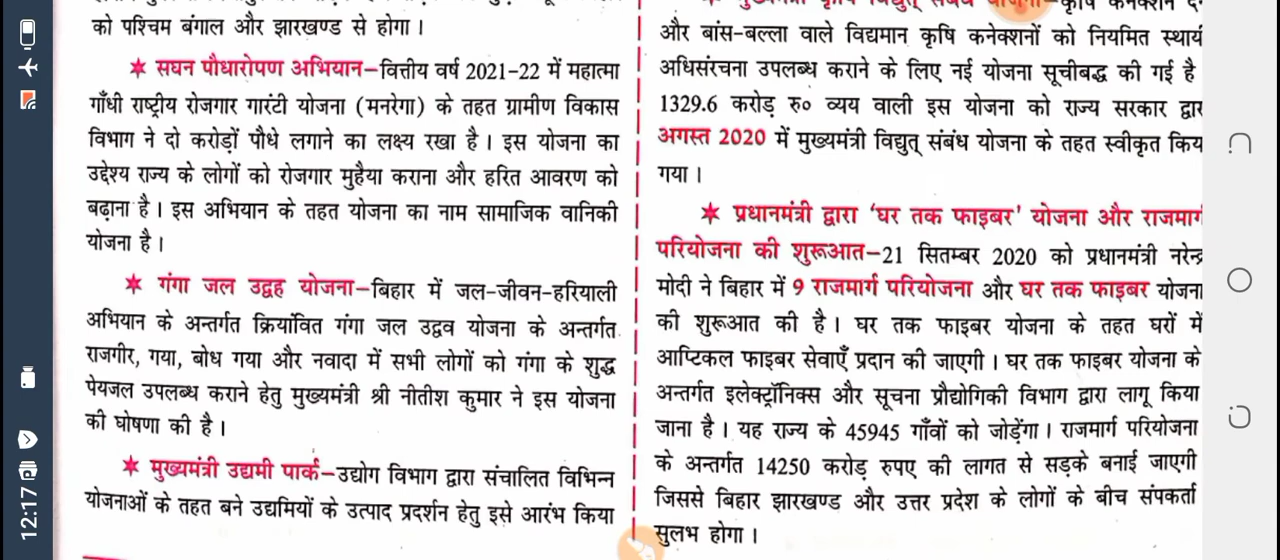 को पश्चिम बंगाल और झारखण्ड से होगा।
★ सघन पौधारोपण अभियान–वित्तीय वर्ष 2021-22 में महात्मा
गाँधी राष्ट्रीय रोजगार गारंटी योजना (मनरेगा) के तहत ग्रामीण विकास
विभाग ने दो करोड़ों पौधे लगाने का लक्ष्य रखा है। इस योजना का
उद्देश्य राज्य के लोगों को रोजगार मुहैया कराना और हरित आवरण को
बढ़ाना है। इस अभियान के तहत योजना का नाम सामाजिक वानिकी
योजना है।
★ गंगा जल उद्वह योजना–बिहार में जल-जीवन-हरियाली
अभियान के अन्तर्गत क्रियांवित गंगा जल उद्वव योजना के अन्तर्गत
राजगीर, गया, बोध गया और नवादा में सभी लोगों को गंगा के शुद्ध
पेयजल उपलब्ध कराने हेतु मुख्यमंत्री श्री नीतीश कुमार ने इस योजना
की घोषणा की है।
★ मुख्यमंत्री उद्यमी पार्क–उद्योग विभाग द्वारा संचालित विभिन्न
योजनाओं के तहत बने उद्यमियों के उत्पाद प्रदर्शन हेतु इसे आरंभ किया
★ मुख्यमंत्री कृषि विद्युत् संबंध योजना–कृषि कनेक्शन दे
और बांस-बल्ला वाले विद्यमान कृषि कनेक्शनों को नियमित स्थाय
अधिसंरचना उपलब्ध कराने के लिए नई योजना सूचीबद्ध की गई है
1329.6 करोड़ रु० व्यय वाली इस योजना को राज्य सरकार द्वार
अगस्त 2020 में मुख्यमंत्री विद्युत् संबंध योजना के तहत स्वीकृत किय
गया।
★ प्रधानमंत्री द्वारा ‘घर तक फाइबर’ योजना और राजमार्ग
परियोजना की शुरूआत–21 सितम्बर 2020 को प्रधानमंत्री नरेन्द्र
मोदी ने बिहार में 9 राजमार्ग परियोजना और घर तक फाइबर योजना
की शुरूआत की है। घर तक फाइबर योजना के तहत घरों में
आप्टिकल फाइबर सेवाएँ प्रदान की जाएगी। घर तक फाइबर योजना के
अन्तर्गत इलेक्ट्रॉनिक्स और सूचना प्रौद्योगिकी विभाग द्वारा लागू किया
जाना है। यह राज्य के 45945 गाँवों को जोड़ेंगा। राजमार्ग परियोजना
के अन्तर्गत 14250 करोड़ रुपए की लागत से सड़के बनाई जाएगी
जिससे बिहार झारखण्ड और उत्तर प्रदेश के लोगों के बीच संपकर्ता
सुलभ होगा।
12:17